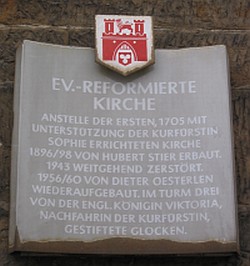 EV.-REFORMIERTE
KIRCHE
ANSTELLE DER ERSTEN, 1705 MIT
UNTERSTÜTZUNG DER KURFÜRSTIN
SOPHIE ERRICHTETEN KIRCHE
1896/98 VON HUBERT STIER ERBAUT.
1943 WEITGEHEND ZERSTÖRT.
1956/60 VON DIETER OESTERLEN
WIEDERAUFGEBAUT. IM TURM DREI
VON DER ENGL. KÖNIGIN VIKTORIA,
NACHFAHRIN DER KURFÜRSTIN,
GESTIFTETE GLOCKEN.